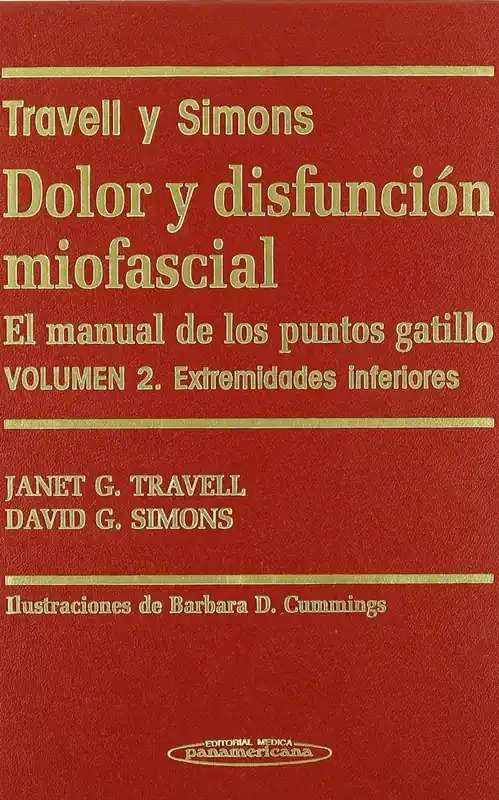 Travell y Simons
Dolor y disfunción
miofascial
El manual de los puntos gatillo
VOLUMEN 2. Extremidades inferiores
JANET G. TRAVELL
DAVID G. SIMONS
Ilustraciones de Barbara D. Cummings
EDITORIAL MEDICA
panamericana